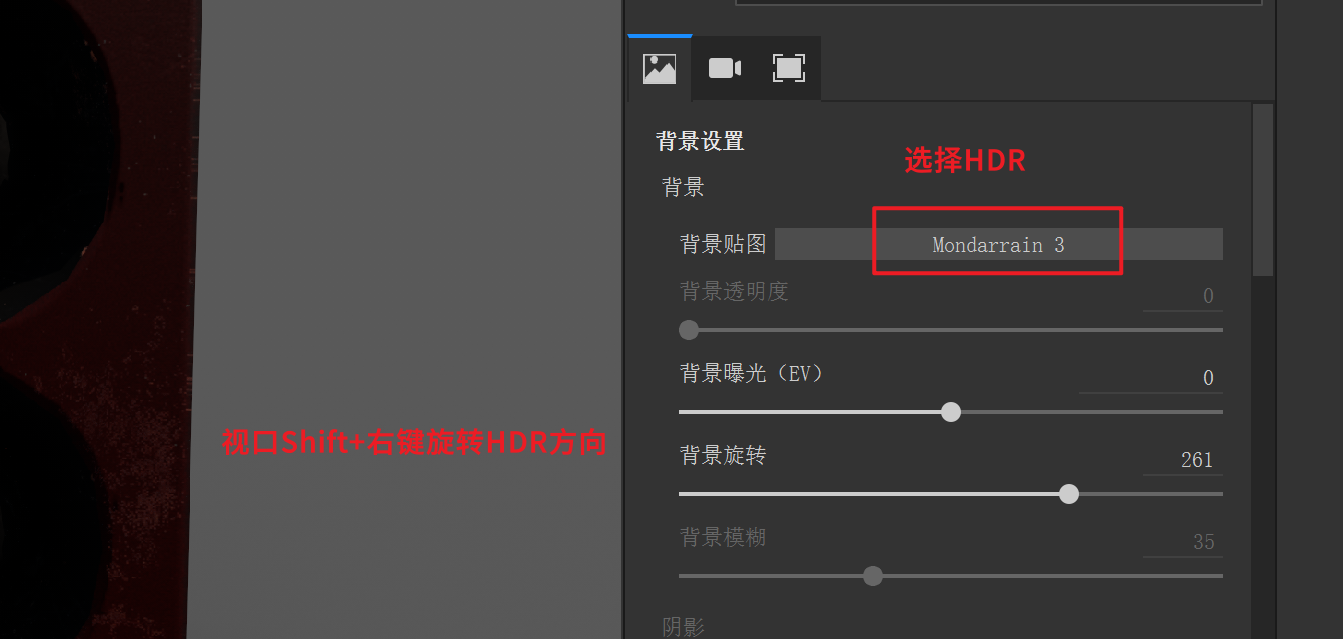 背景设置
选择HDR
背景
背景贴图 Mondarrain 3
背景透明度 0
背景曝光（EV） 0
视口Shift+右键旋转HDR方向
背景旋转 261
背景模糊 35
阴影